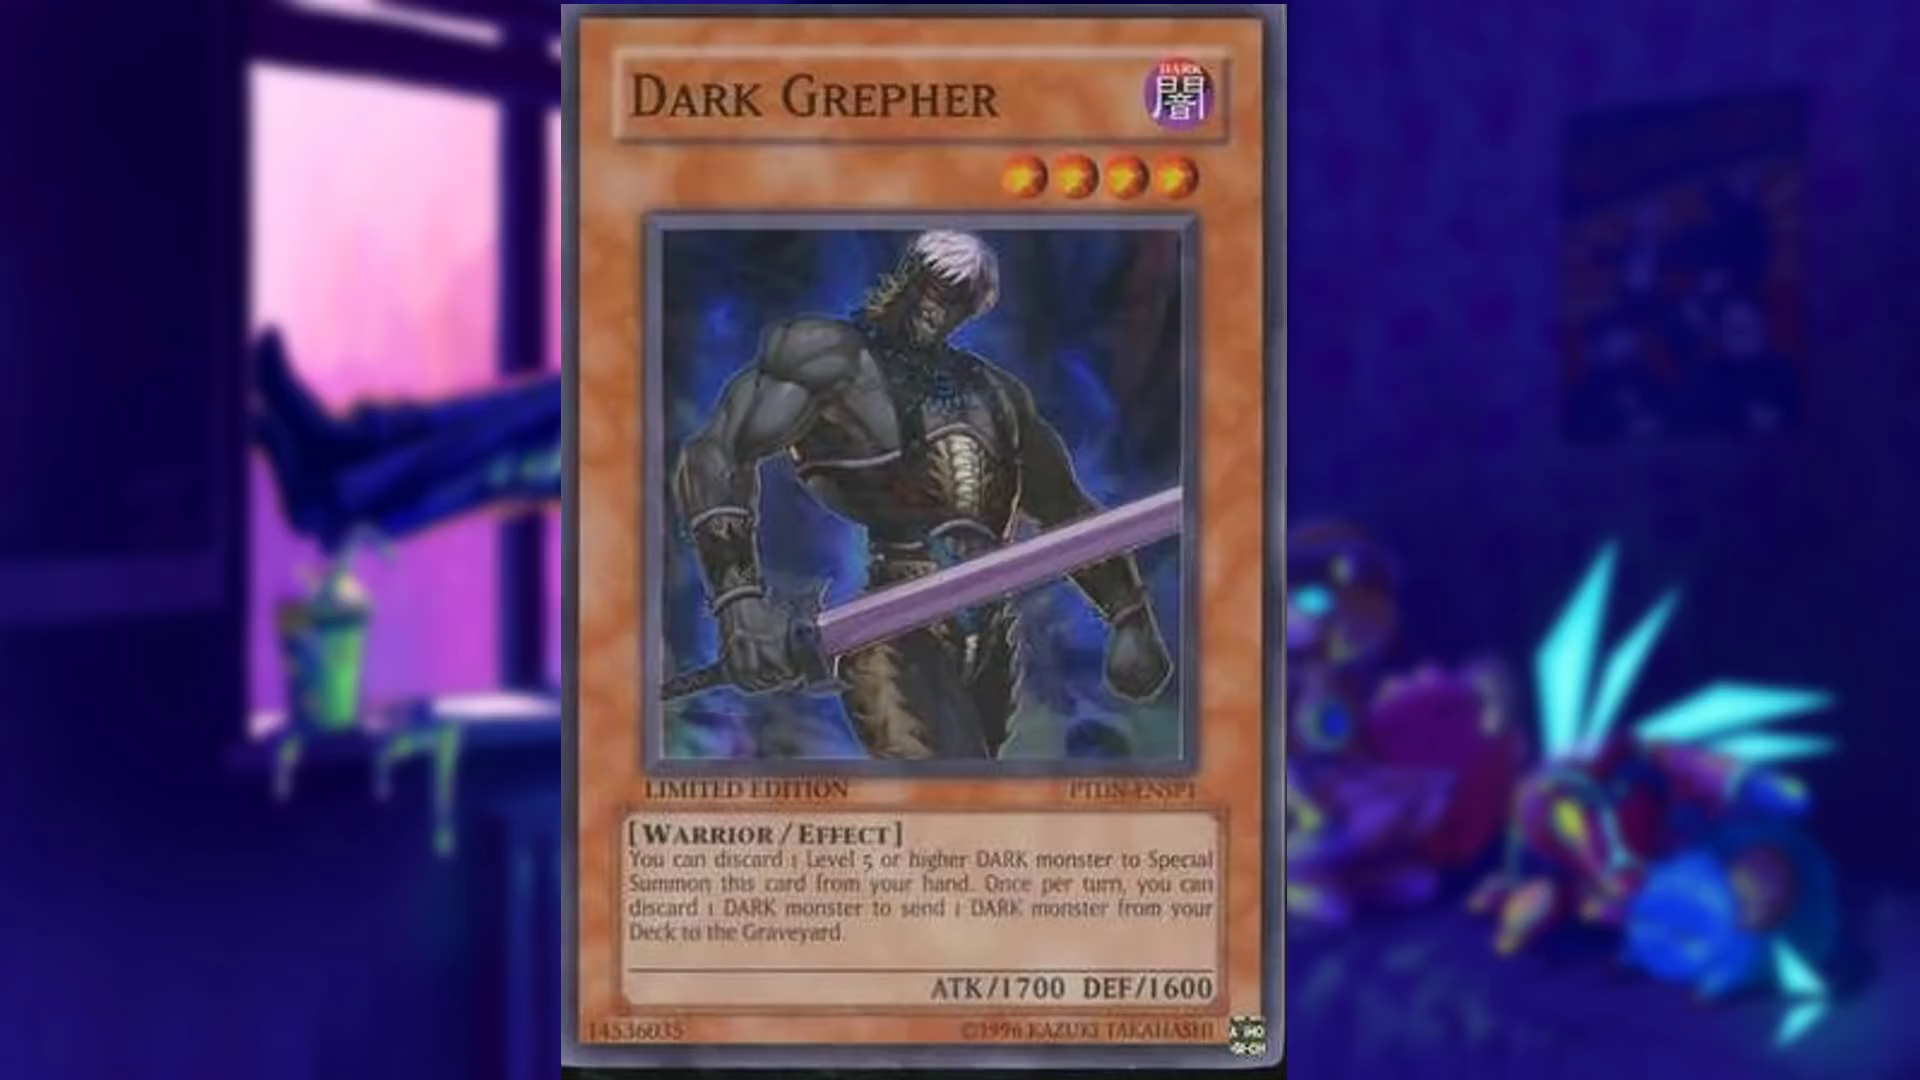 DARK GREPHER
DARK
闇
LIMITED EDITION
PTDN-ENSP1
[WARRIOR/EFFECT]
You can discard 1 Level 5 or higher DARK monster to Special
Summon this card from your hand. Once per turn, you can
discard 1 DARK monster to send 1 DARK monster from your
Deck to the Graveyard.
ATK/1700 DEF/1600
14536035
©1996 KAZUKI TAKAHASHI